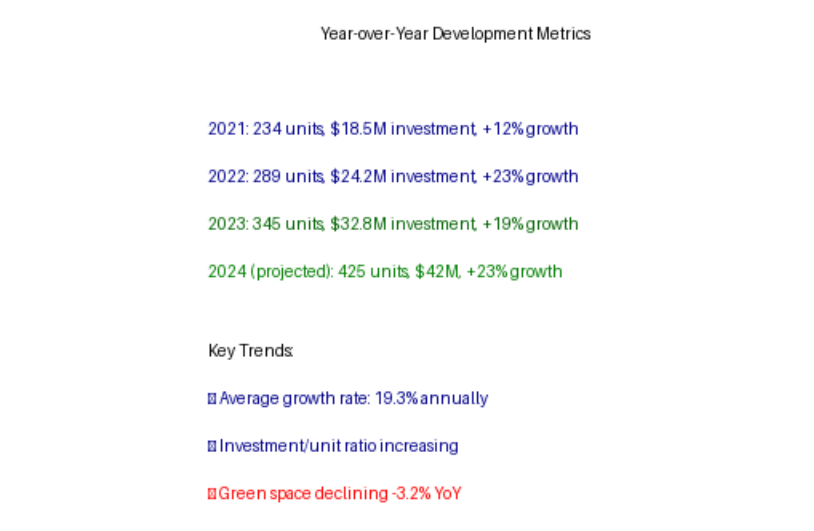 Year-over-Year Development Metrics
2021: 234 units, $18.5M investment, +12% growth
2022: 289 units, $24.2M investment, +23% growth
2023: 345 units, $32.8M investment, +19% growth
2024 (projected): 425 units, $42M, +23% growth
Key Trends:
Average growth rate: 19.3% annually
Investment/unit ratio increasing
Green space declining -3.2% YoY